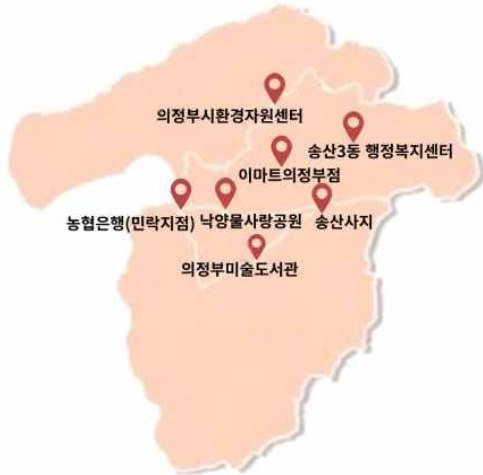 의정부시환경자원센터
송산3동 행정복지센터
이마트의정부점
농협은행(민락지점)
낙양물사랑공원
송산사지
의정부미술도서관